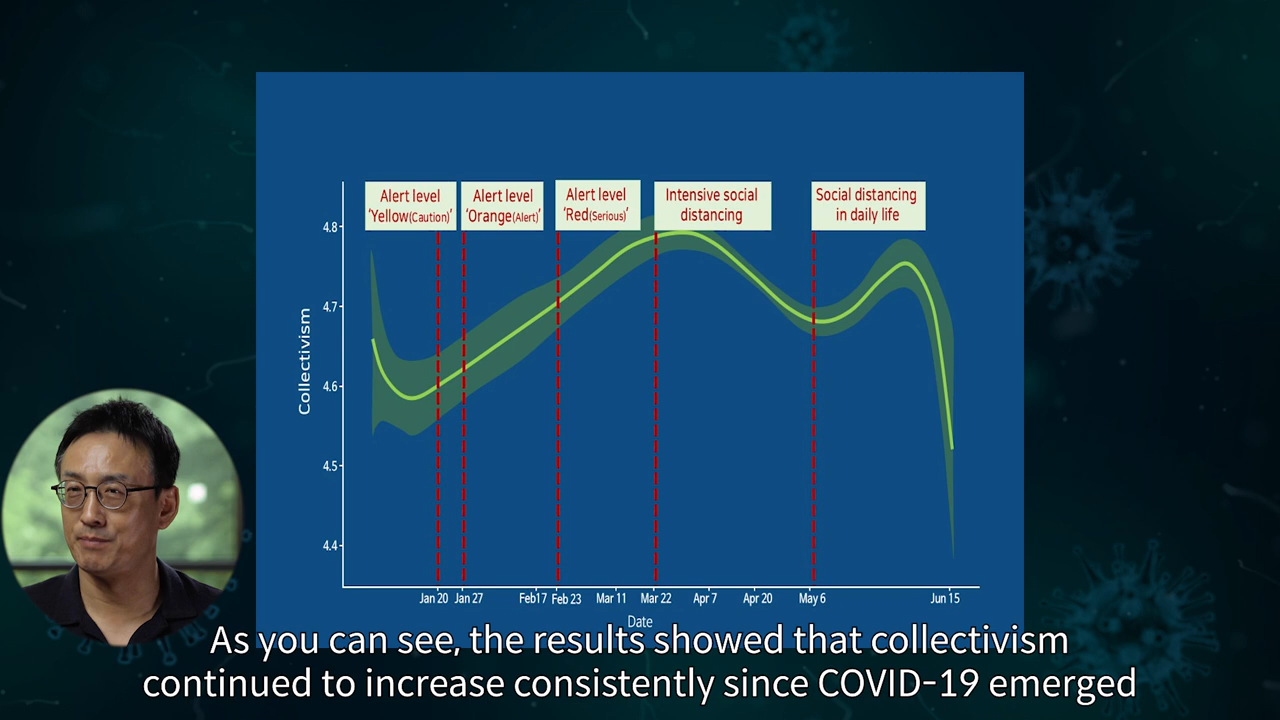 Alert level
'Yellow(Caution)'
Alert level
'Orange(Alert)'
Alert level
'Red(Serious)'
Intensive social
distancing
Social distancing
in daily life
4.8
4.7
4.6
4.5
4.4
Collectivism
Jan 20 Jan 27 Feb17 Feb 23 Mar 11 Mar 22 Apr 7 Apr 20 May 6 Jun 15
Date
As you can see, the results showed that collectivism
continued to increase consistently since COVID-19 emerged